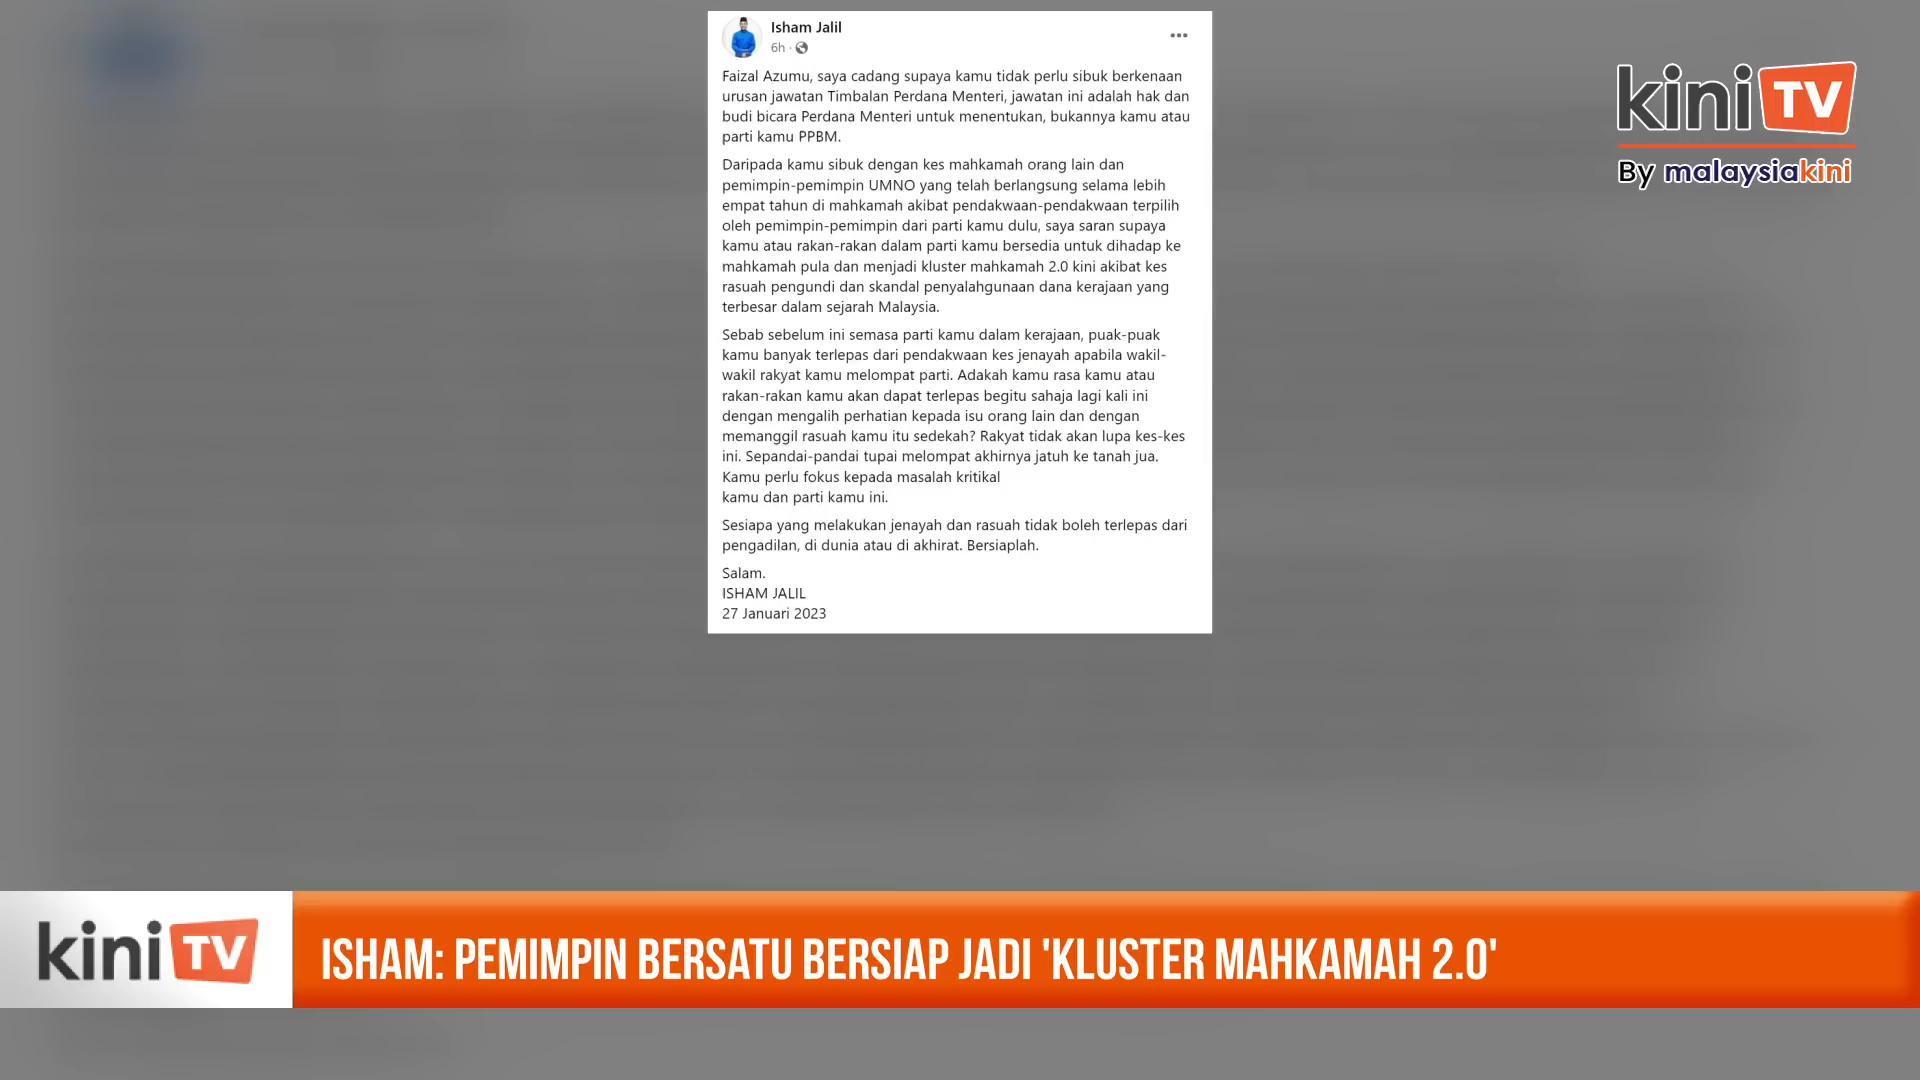 Isham Jalil
6h ·
Faizal Azumu, saya cadang supaya kamu tidak perlu sibuk berkenaan
urusan jawatan Timbalan Perdana Menteri, jawatan ini adalah hak dan
budi bicara Perdana Menteri untuk menentukan, bukannya kamu atau
parti kamu PPBM.
Daripada kamu sibuk dengan kes mahkamah orang lain dan
pemimpin-pemimpin UMNO yang telah berlangsung selama lebih
empat tahun di mahkamah akibat pendakwaan-pendakwaan terpilih
oleh pemimpin-pemimpin dari parti kamu dulu, saya saran supaya
kamu atau rakan-rakan dalam parti kamu bersedia untuk dihadap ke
mahkamah pula dan menjadi kluster mahkamah 2.0 kini akibat kes
rasuah pengundi dan skandal penyalahgunaan dana kerajaan yang
terbesar dalam sejarah Malaysia.
Sebab sebelum ini semasa parti kamu dalam kerajaan, puak-puak
kamu banyak terlepas dari pendakwaan kes jenayah apabila wakil-
wakil rakyat kamu melompat parti. Adakah kamu rasa kamu atau
rakan-rakan kamu akan dapat terlepas begitu sahaja lagi kali ini
dengan mengalih perhatian kepada isu orang lain dan dengan
memanggil rasuah kamu itu sedekah? Rakyat tidak akan lupa kes-kes
ini. Sepandai-pandai tupai melompat akhirnya jatuh ke tanah jua.
Kamu perlu fokus kepada masalah kritikal
kamu dan parti kamu ini.
Sesiapa yang melakukan jenayah dan rasuah tidak boleh terlepas dari
pengadilan, di dunia atau di akhirat. Bersiaplah.
Salam.
ISHAM JALIL
27 Januari 2023
kini TV
By malaysiakini
kini TV
ISHAM: PEMIMPIN BERSATU BERSIAP JADI 'KLUSTER MAHKAMAH 2.0'